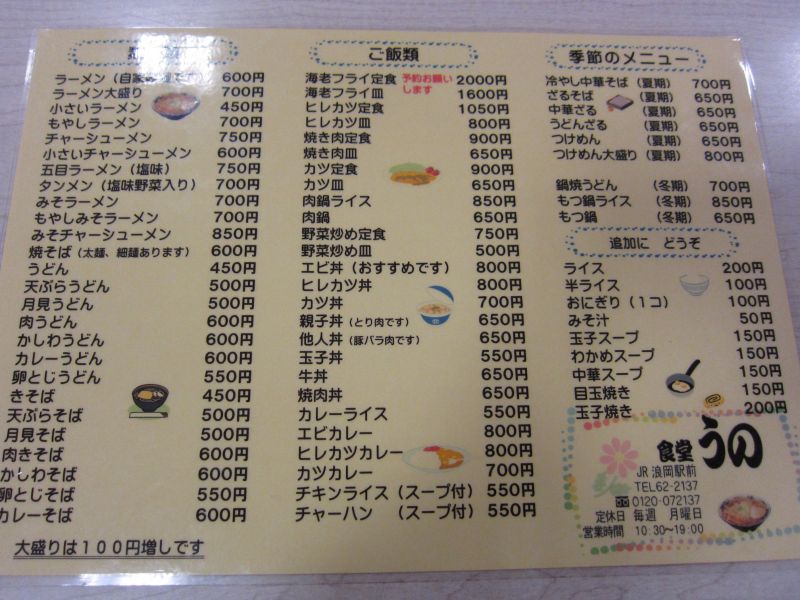 ラーメン（自家 です） 600円
ラーメン大盛り 700円
小さいラーメン 450円
もやしラーメン 700円
チャーシューメン 750円
小さいチャーシューメン 600円
五目ラーメン（塩味） 750円
タンメン（塩味野菜入り） 700円
みそラーメン 700円
もやしみそラーメン 700円
みそチャーシューメン 850円
焼そば（太麺、細麺あります） 600円
うどん 450円
天ぷらうどん 500円
月見うどん 500円
肉うどん 600円
かしわうどん 600円
カレーうどん 600円
卵とじうどん 550円
きそば 450円
天ぷらそば 500円
月見そば 500円
肉きそば 600円
かしわそば 600円
卵とじそば 550円
カレーそば 600円
大盛りは１００円増しです
ご飯類
海老フライ定食 予約お願いします 2000円
海老フライ皿 1600円
ヒレカツ定食 1050円
ヒレカツ皿 800円
焼き肉定食 900円
焼き肉皿 650円
カツ定食 900円
カツ皿 650円
肉鍋ライス 850円
肉鍋 650円
野菜炒め定食 750円
野菜炒め皿 500円
エビ丼（おすすめです） 800円
ヒレカツ丼 800円
カツ丼 700円
親子丼（とり肉です） 650円
他人丼（豚バラ肉です） 650円
玉子丼 550円
牛丼 650円
焼肉丼 650円
カレーライス 550円
エビカレー 800円
ヒレカツカレー 800円
カツカレー 700円
チキンライス（スープ付） 550円
チャーハン （スープ付） 550円
季節のメニュー
冷やし中華そば（夏期） 700円
ざるそば （夏期） 650円
中華ざる （夏期） 650円
うどんざる （夏期） 650円
つけめん （夏期） 650円
つけめん大盛り（夏期） 800円
鍋焼うどん （冬期） 700円
もつ鍋ライス （冬期） 850円
もつ鍋 （冬期） 650円
追加に どうぞ
ライス 200円
半ライス 100円
おにぎり（１コ） 100円
みそ汁 50円
玉子スープ 150円
わかめスープ 150円
中華スープ 150円
目玉焼き 150円
玉子焼き 200円
食堂 うの
JR 浪岡駅前
TEL62-2137
0120-072137
定休日 毎週 月曜日
営業時間 10:30〜19:00